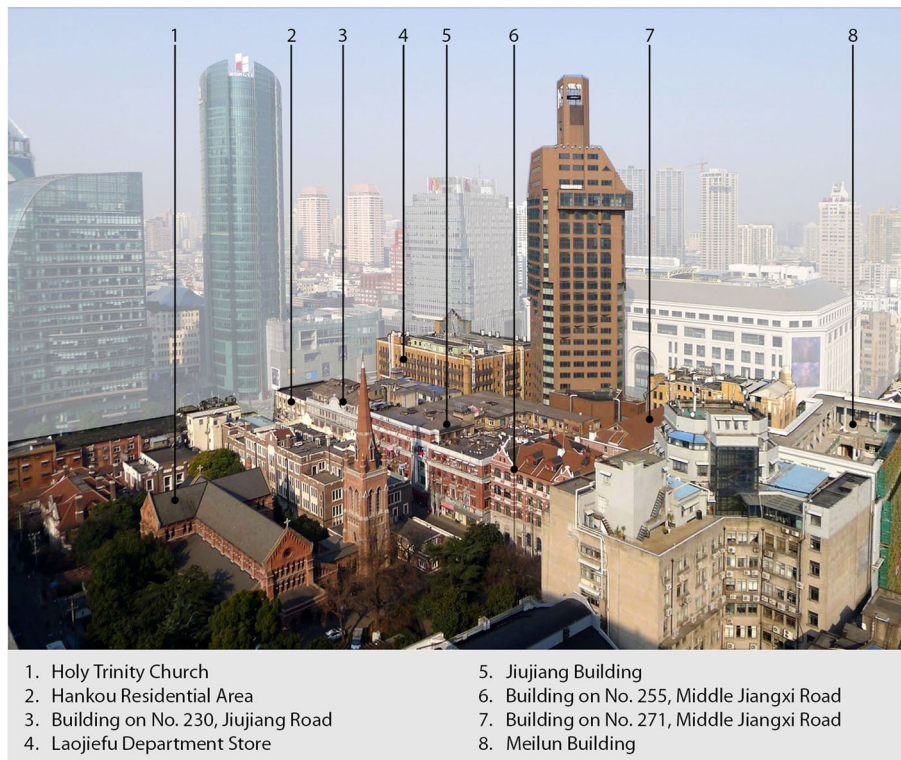 1 2 3 4 5 6 7 8
1. Holy Trinity Church
2. Hankou Residential Area
3. Building on No. 230, Jiujiang Road
4. Laojiefu Department Store
5. Jiujiang Building
6. Building on No. 255, Middle Jiangxi Road
7. Building on No. 271, Middle Jiangxi Road
8. Meilun Building